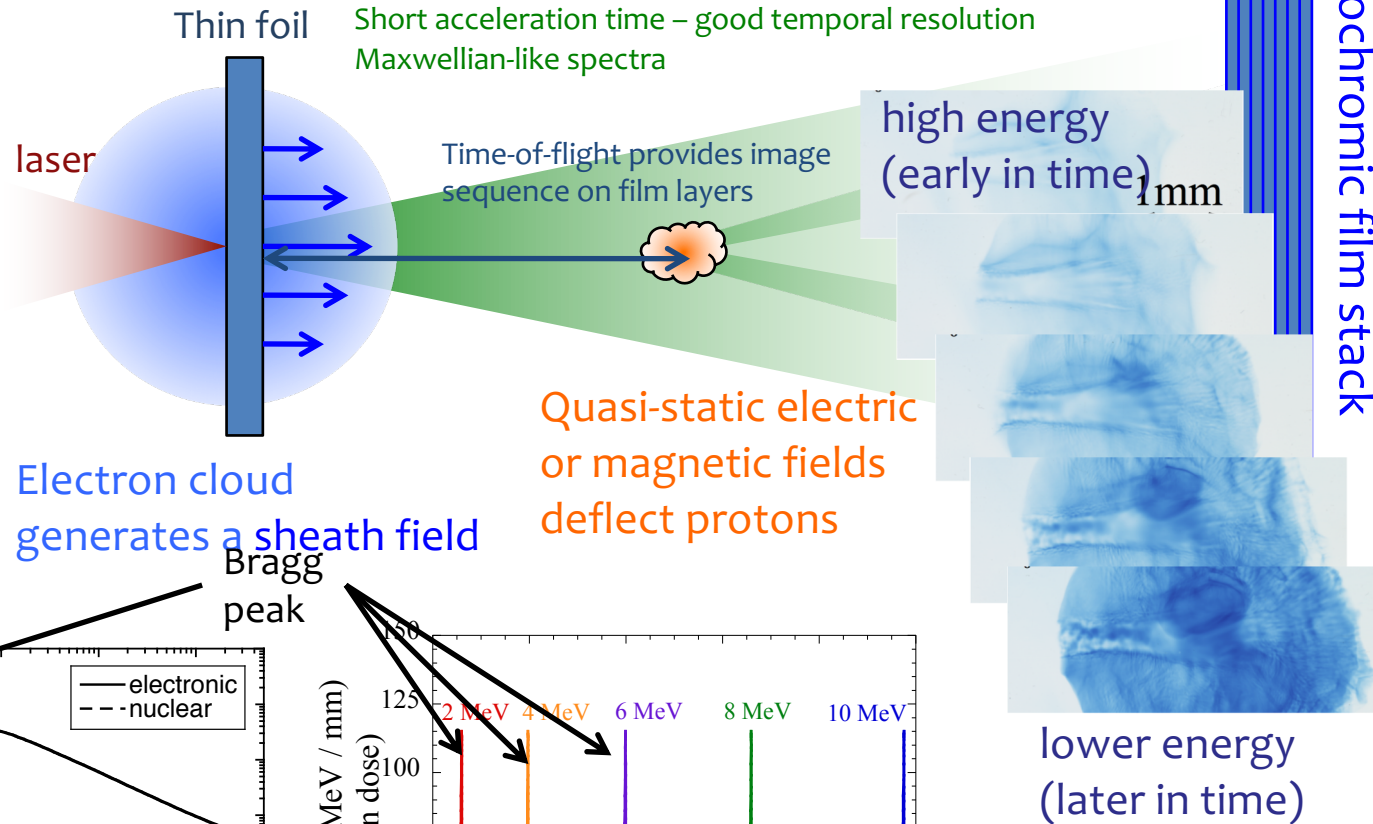 Thin foil
Short acceleration time – good temporal resolution
Maxwellian-like spectra
laser
Time-of-flight provides image
sequence on film layers
high energy
(early in time)
1mm
ochromic film stack
Quasi-static electric
or magnetic fields
deflect protons
Electron cloud
generates a sheath field
Bragg
peak
electronic
nuclear
150
125
100
MeV / mm)
n dose)
2 MeV
4 MeV
6 MeV
8 MeV
10 MeV
lower energy
(later in time)